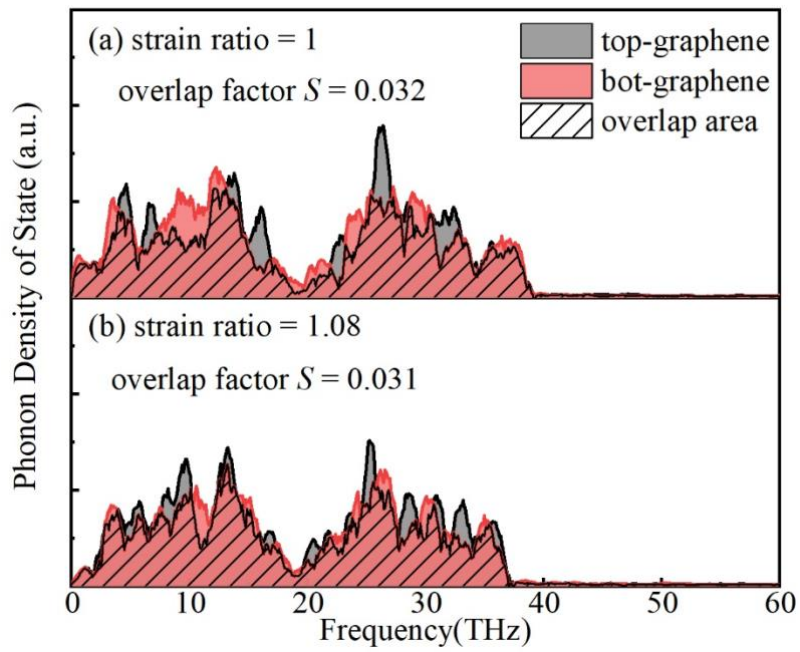 (a) strain ratio = 1
overlap factor S = 0.032
top-graphene
bot-graphene
overlap area
(b) strain ratio = 1.08
overlap factor S = 0.031
Phonon Density of State (a.u.)
0 10 20 30 40 50 60
Frequency(THz)